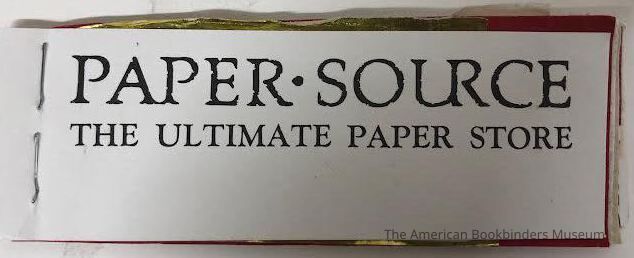 PAPER·SOURCE
THE ULTIMATE PAPER STORE
The American Bookbinders Museum